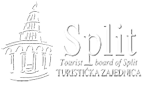 Split
Tourist board of Split
TURISTIČKA ZAJEDNICA